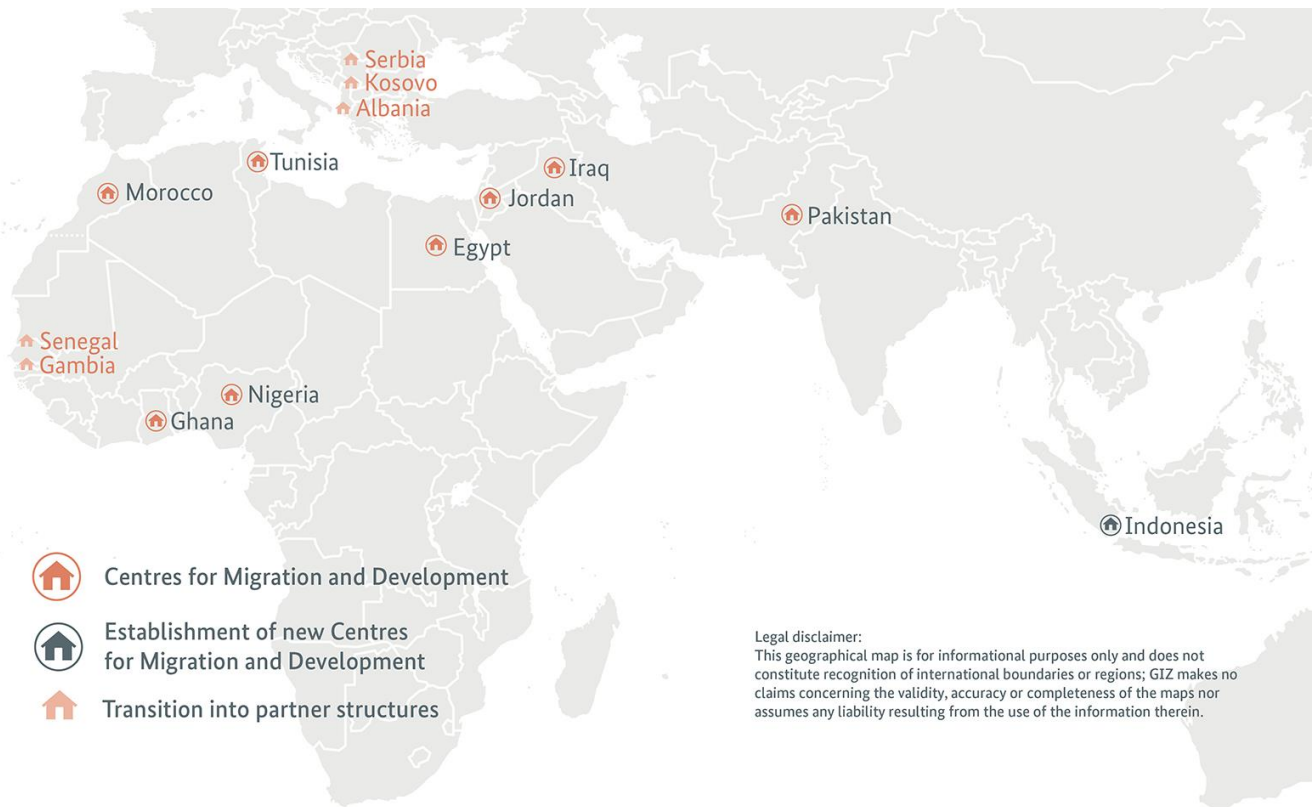 Serbia
Kosovo
Albania
Tunisia
Iraq
Morocco
Jordan
Pakistan
Egypt
Senegal
Gambia
Nigeria
Ghana
Indonesia
Centres for Migration and Development
Establishment of new Centres
for Migration and Development
Transition into partner structures
Legal disclaimer:
This geographical map is for informational purposes only and does not
constitute recognition of international boundaries or regions; GIZ makes no
claims concerning the validity, accuracy or completeness of the maps nor
assumes any liability resulting from the use of the information therein.